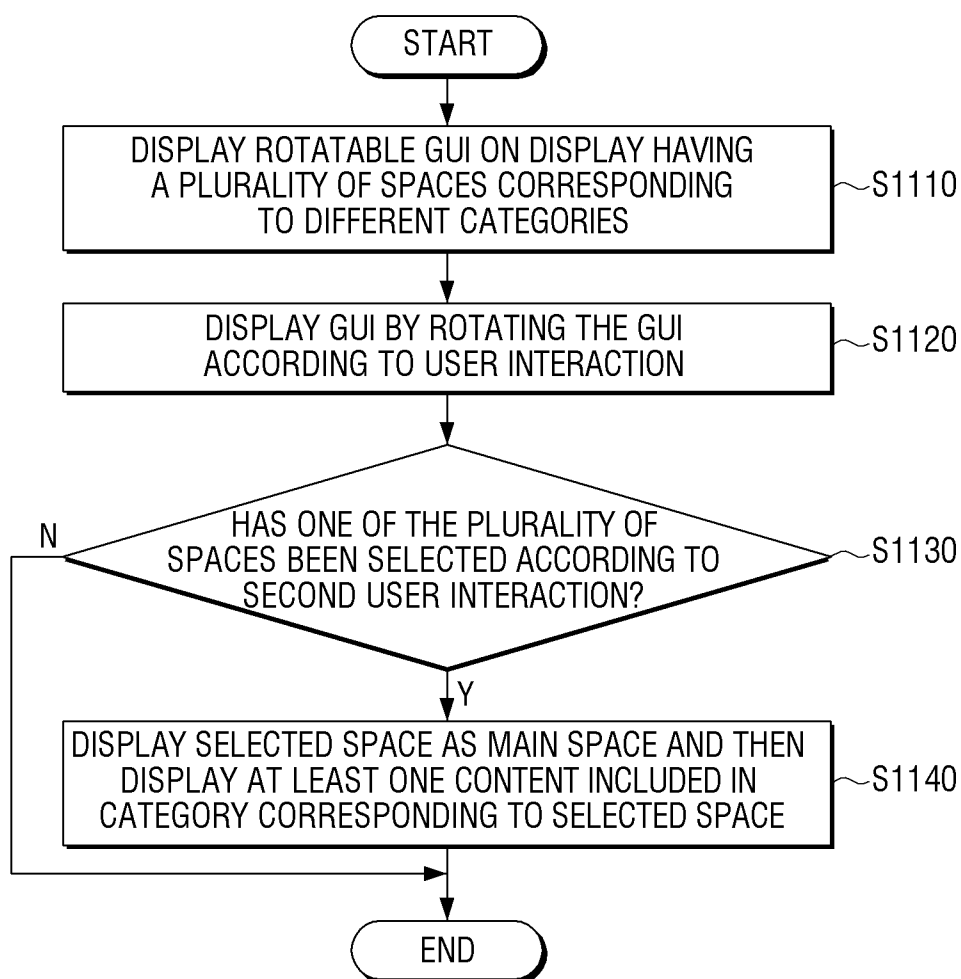 START
DISPLAY ROTATABLE GUI ON DISPLAY HAVING
A PLURALITY OF SPACES CORRESPONDING
TO DIFFERENT CATEGORIES
S1110
DISPLAY GUI BY ROTATING THE GUI
ACCORDING TO USER INTERACTION
S1120
N
HAS ONE OF THE PLURALITY OF
SPACES BEEN SELECTED ACCORDING TO
SECOND USER INTERACTION?
S1130
Y
DISPLAY SELECTED SPACE AS MAIN SPACE AND THEN
DISPLAY AT LEAST ONE CONTENT INCLUDED IN
CATEGORY CORRESPONDING TO SELECTED SPACE
S1140
END